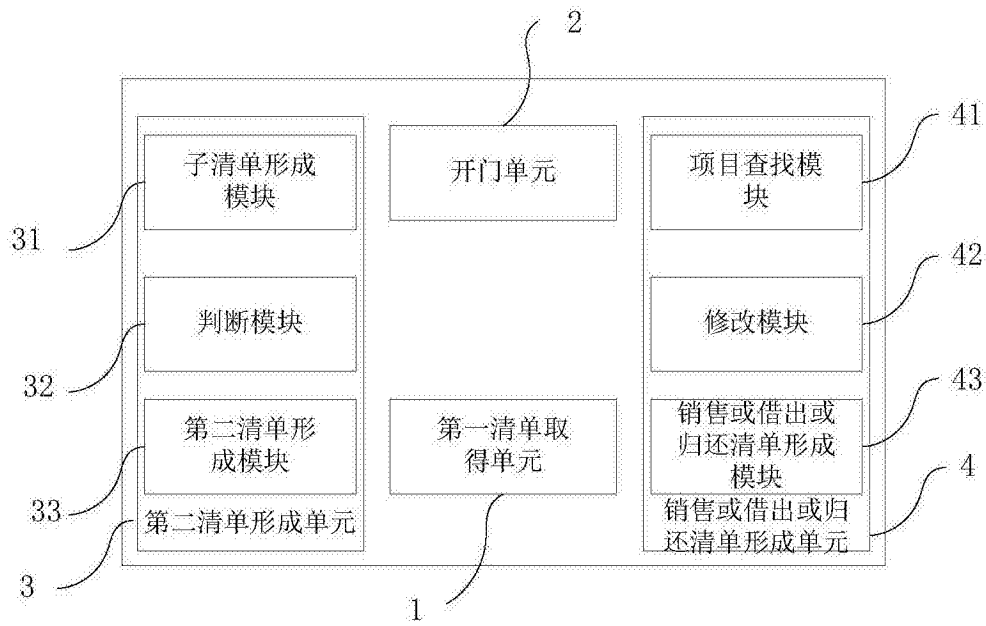 2
子清单形成
模块
开门单元
项目查找模
块
41
31
判断模块
修改模块
42
32
第二清单形
成模块
第一清单取
得单元
销售或借出或
归还清单形成
模块
43
33
第二清单形成单元
销售或借出或归
还清单形成单元
4
3
1